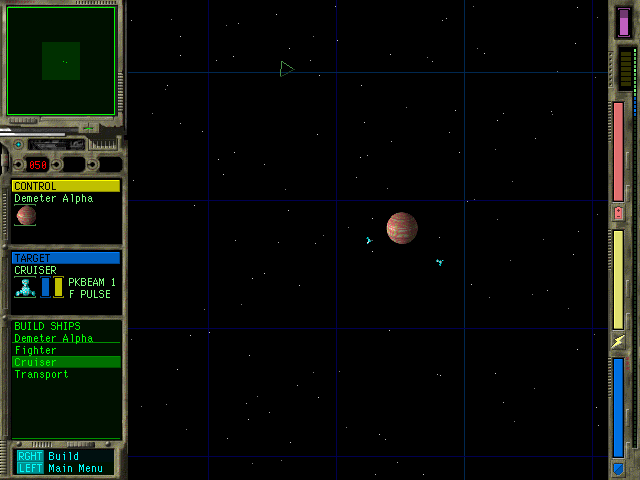 050
CONTROL
Demeter Alpha
TARGET
CRUISER
PKBEAM 1
F PULSE
BUILD SHIPS
Demeter Alpha
Fighter
Cruiser
Transport
RGHT Build
LEFT Main Menu